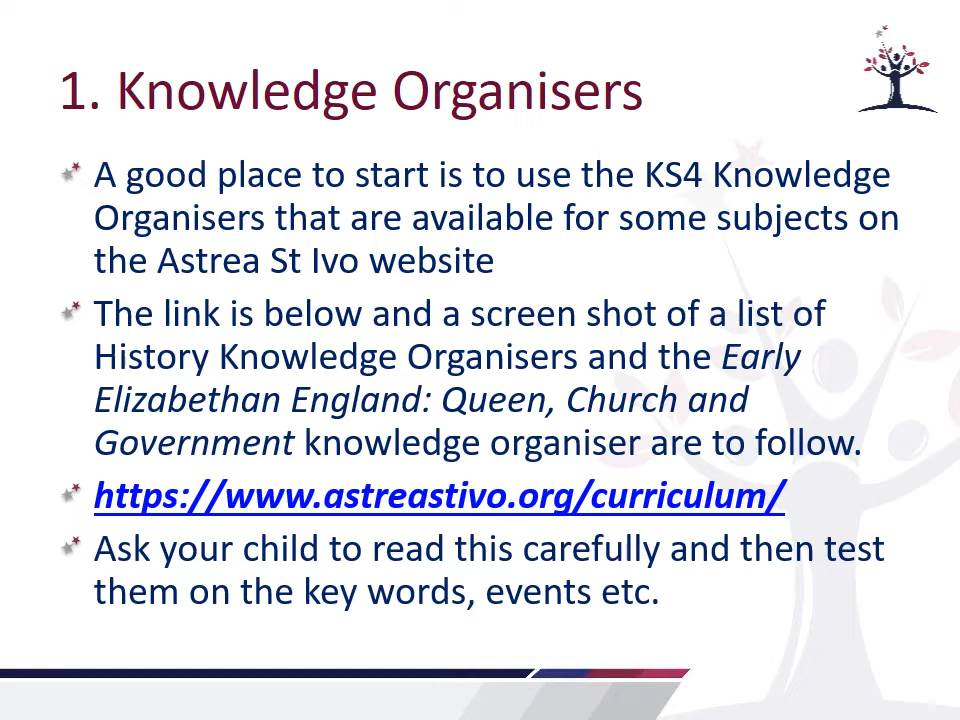 1. Knowledge Organisers
A good place to start is to use the KS4 Knowledge
Organisers that are available for some subjects on
the Astrea St Ivo website
The link is below and a screen shot of a list of
History Knowledge Organisers and the Early
Elizabethan England: Queen, Church and
Government knowledge organiser are to follow.
https://www.astreastivo.org/curriculum/
Ask your child to read this carefully and then test
them on the key words, events etc.